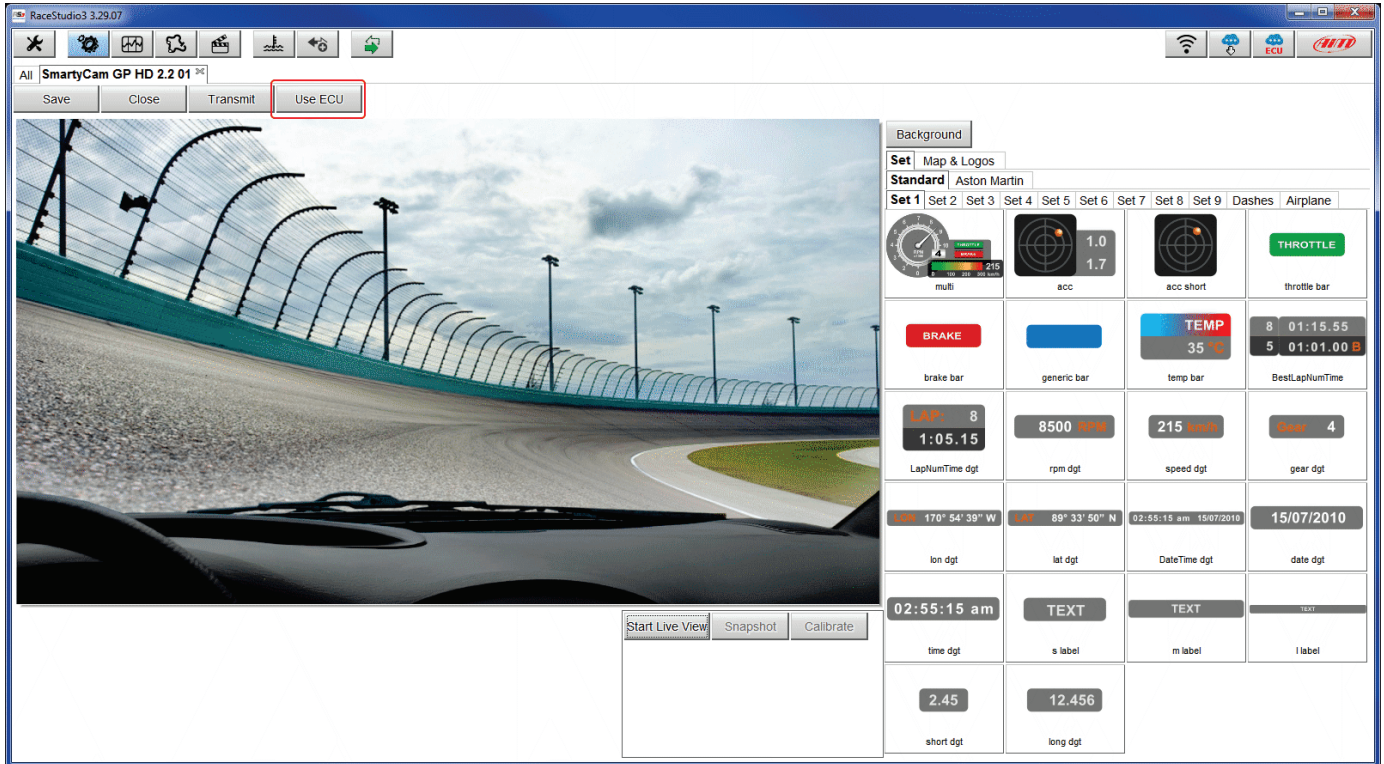 RaceStudio3 3.29.07
ECU
AiM
All SmartyCam GP HD 2.2 01
Save Close Transmit Use ECU
Background
Set Map & Logos
Standard Aston Martin
Set 1 Set 2 Set 3 Set 4 Set 5 Set 6 Set 7 Set 8 Set 9 Dashes Airplane
RPM
4
THROTTLE
BRAKE
215
km/h
1.0
1.7
THROTTLE
multi acc acc short throttle bar
BRAKE
TEMP
35 °C
8 01:15.55
5 01:01.00 B
brake bar generic bar temp bar BestLapNumTime
LAP: 8
1:05.15
8500 RPM
215 km/h
Gear 4
LapNumTime dgt rpm dgt speed dgt gear dgt
LON 170° 54' 39" W
LAT 89° 33' 50" N
02:55:15 am 15/07/2010
15/07/2010
lon dgt lat dgt DateTime dgt date dgt
02:55:15 am
TEXT
TEXT
TEXT
Start Live View Snapshot Calibrate
time dgt s label m label l label
2.45
12.456
short dgt long dgt